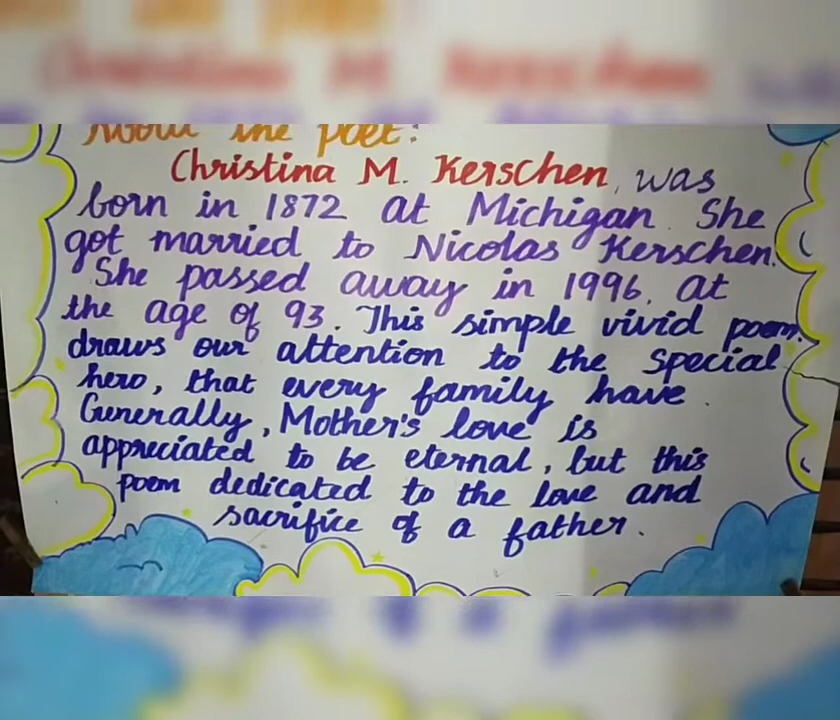 About the poet:
Christina M. Kerschen, was
born in 1872 at Michigan. She
got married to Nicolas Kerschen.
She passed away in 1996, at
the age of 93. This simple vivid poem
draws our attention to the special
hero, that every family have.
Generally, Mother's love is
appreciated to be eternal, but this
poem dedicated to the love and
sacrifice of a father.